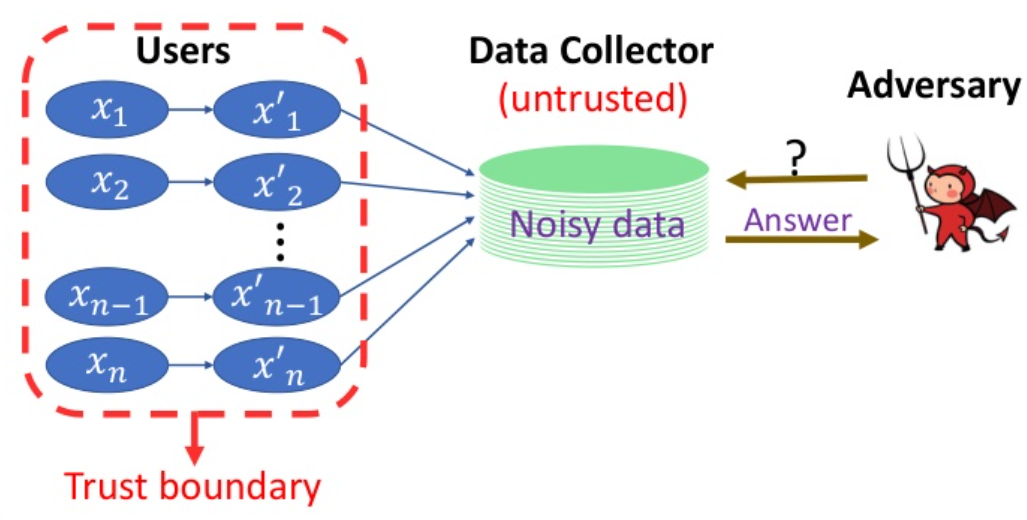 Users
Data Collector
(untrusted)
Adversary
x₁ x'₁
x₂ x'₂
⋮
xₙ₋₁ x'ₙ₋₁
xₙ x'ₙ
Noisy data
?
Answer
Trust boundary